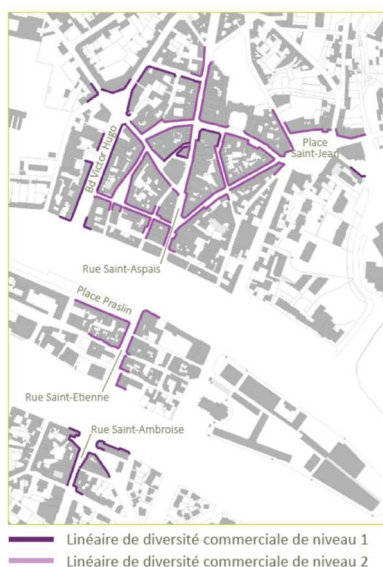 Place
Saint-Jean
Bd Victor Hugo
Rue Saint-Aspais
Place Praslin
Rue Saint-Etienne
Rue Saint-Ambroise
Linéaire de diversité commerciale de niveau 1
Linéaire de diversité commerciale de niveau 2